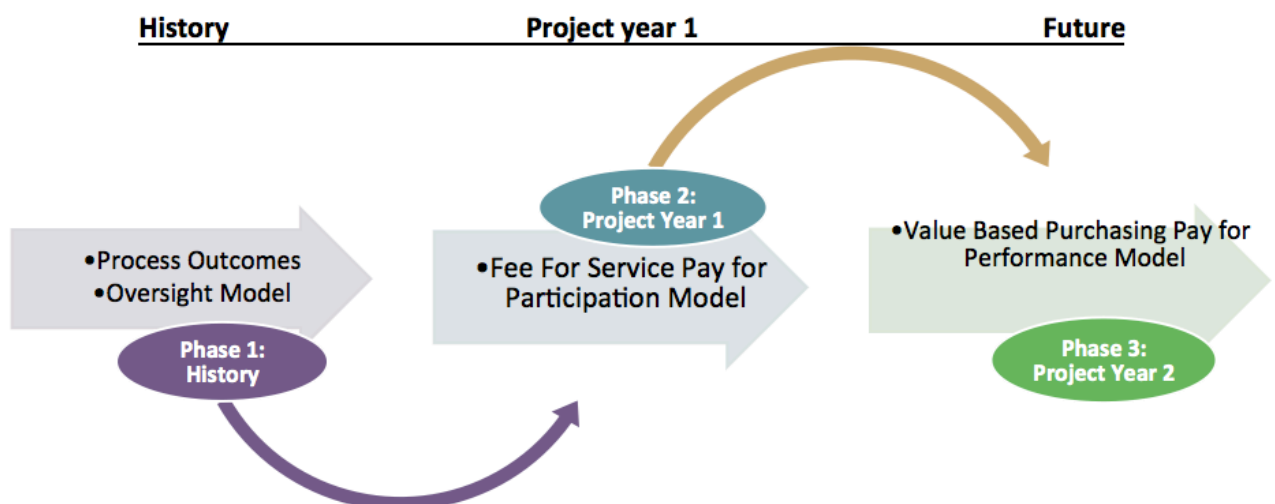 History
Project year 1
Future
•Process Outcomes
•Oversight Model
Phase 1:
History
Phase 2:
Project Year 1
•Fee For Service Pay for
Participation Model
•Value Based Purchasing Pay for
Performance Model
Phase 3:
Project Year 2